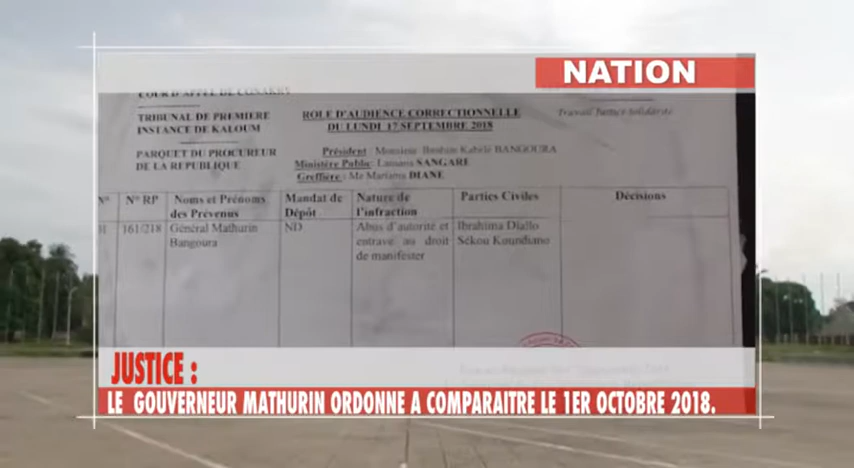 NATION
COUR D'APPEL DE CONAKRY
TRIBUNAL DE PREMIERE
INSTANCE DE KALOUM
PARQUET DU PROCUREUR
DE LA REPUBLIQUE
ROLE D'AUDIENCE CORRECTIONNELLE
DU LUNDI 17 SEPTEMBRE 2018
Travail-Justice-Solidarité
Président : Monsieur Ibrahim Kabélé BANGOURA
Ministère Public: Lansana SANGARE
Greffière : Me Mariama DIANE
N° N° RP Noms et Prénoms des Prévenus Mandat de Dépôt Nature de l'infraction Parties Civiles Décisions
161/218 Général Mathurin Bangoura ND Abus d'autorité et entrave au droit de manifester Ibrahima Diallo Sékou Koundiano
JUSTICE :
LE GOUVERNEUR MATHURIN ORDONNE A COMPARAITRE LE 1ER OCTOBRE 2018.